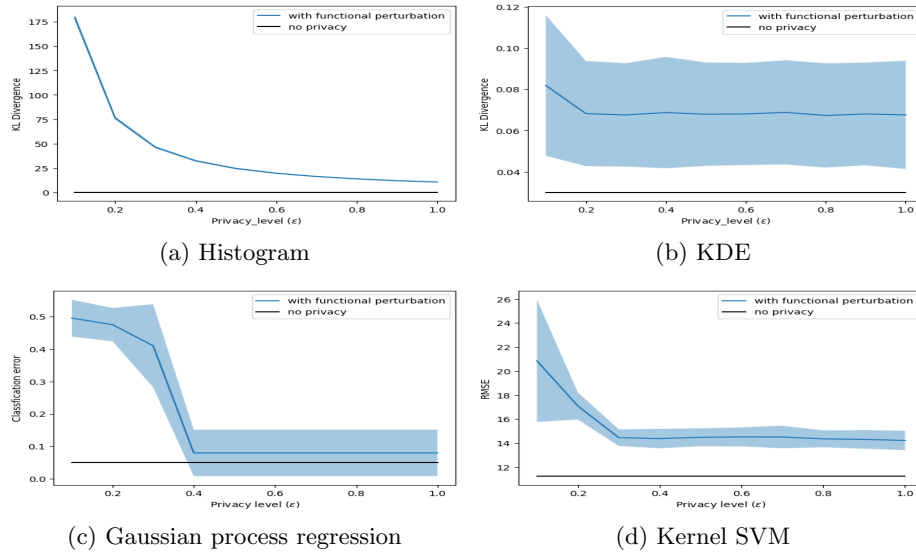 175
150
125
100
75
50
25
0
KL Divergence
with functional perturbation
no privacy
0.2 0.4 0.6 0.8 1.0
Privacy_level (ε)
(a) Histogram
0.12
0.10
0.08
0.06
0.04
KL Divergence
with functional perturbation
no privacy
0.2 0.4 0.6 0.8 1.0
Privacy_level (ε)
(b) KDE
0.5
0.4
0.3
0.2
0.1
0.0
Classfication error
with functional perturbation
no privacy
0.2 0.4 0.6 0.8 1.0
Privacy level (ε)
(c) Gaussian process regression
26
24
22
20
18
16
14
12
RMSE
with functional perturbation
no privacy
0.2 0.4 0.6 0.8 1.0
Privacy level (ε)
(d) Kernel SVM